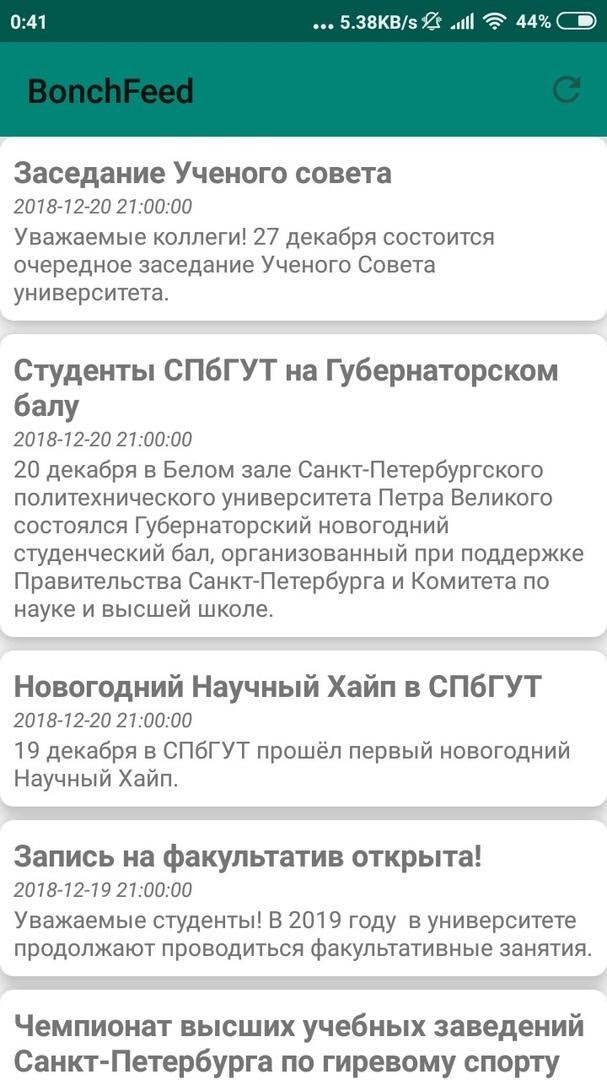 0:41 ... 5.38KB/s 44%
BonchFeed
Заседание Ученого совета
2018-12-20 21:00:00
Уважаемые коллеги! 27 декабря состоится
очередное заседание Ученого Совета
университета.
Студенты СПбГУТ на Губернаторском
балу
2018-12-20 21:00:00
20 декабря в Белом зале Санкт-Петербургского
политехнического университета Петра Великого
состоялся Губернаторский новогодний
студенческий бал, организованный при поддержке
Правительства Санкт-Петербурга и Комитета по
науке и высшей школе.
Новогодний Научный Хайп в СПбГУТ
2018-12-20 21:00:00
19 декабря в СПбГУТ прошёл первый новогодний
Научный Хайп.
Запись на факультатив открыта!
2018-12-19 21:00:00
Уважаемые студенты! В 2019 году  в университете
продолжают проводиться факультативные занятия.
Чемпионат высших учебных заведений
Санкт-Петербурга по гиревому спорту